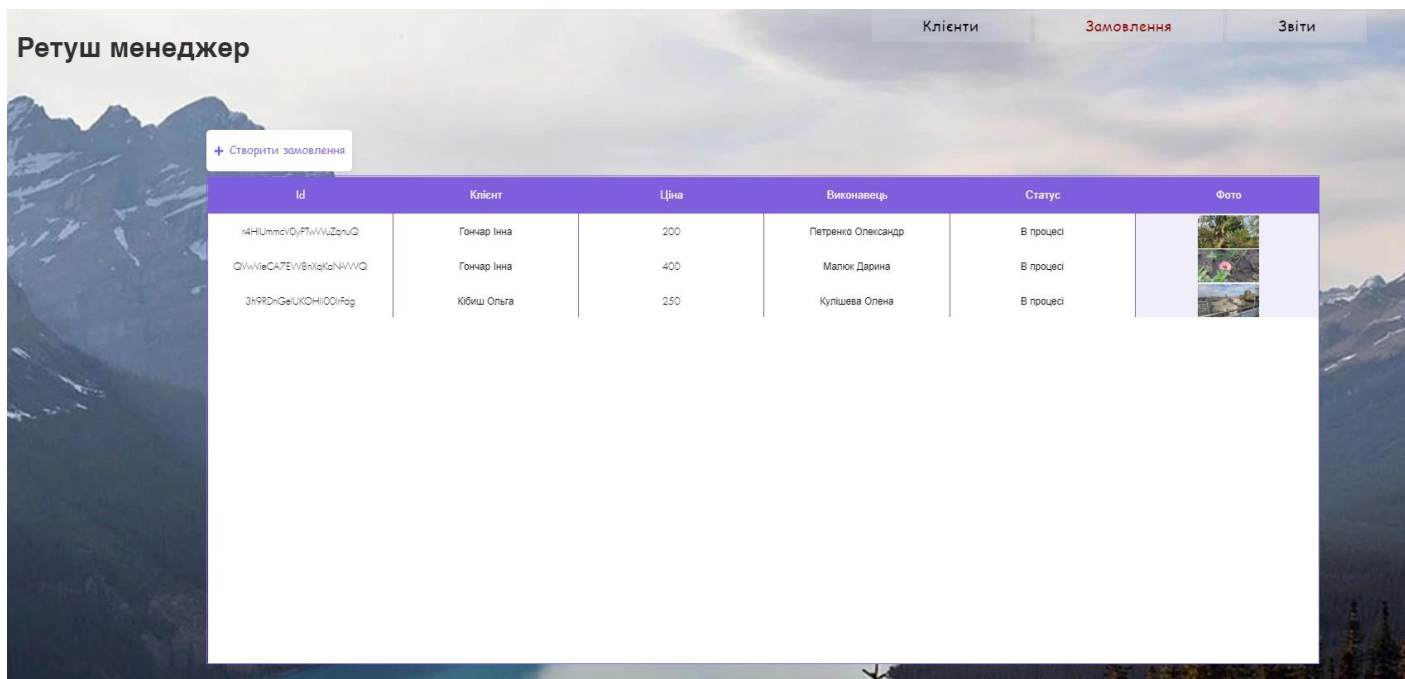 Клієнти Замовлення Звіти
Ретуш менеджер
+ Створити замовлення
Id Клієнт Ціна Виконавець Статус Фото
Гончар Інна 200 Петренко Олександр В процесі
Гончар Інна 400 Малюк Дарина В процесі
Кібиш Ольга 250 Кулішева Олена В процесі